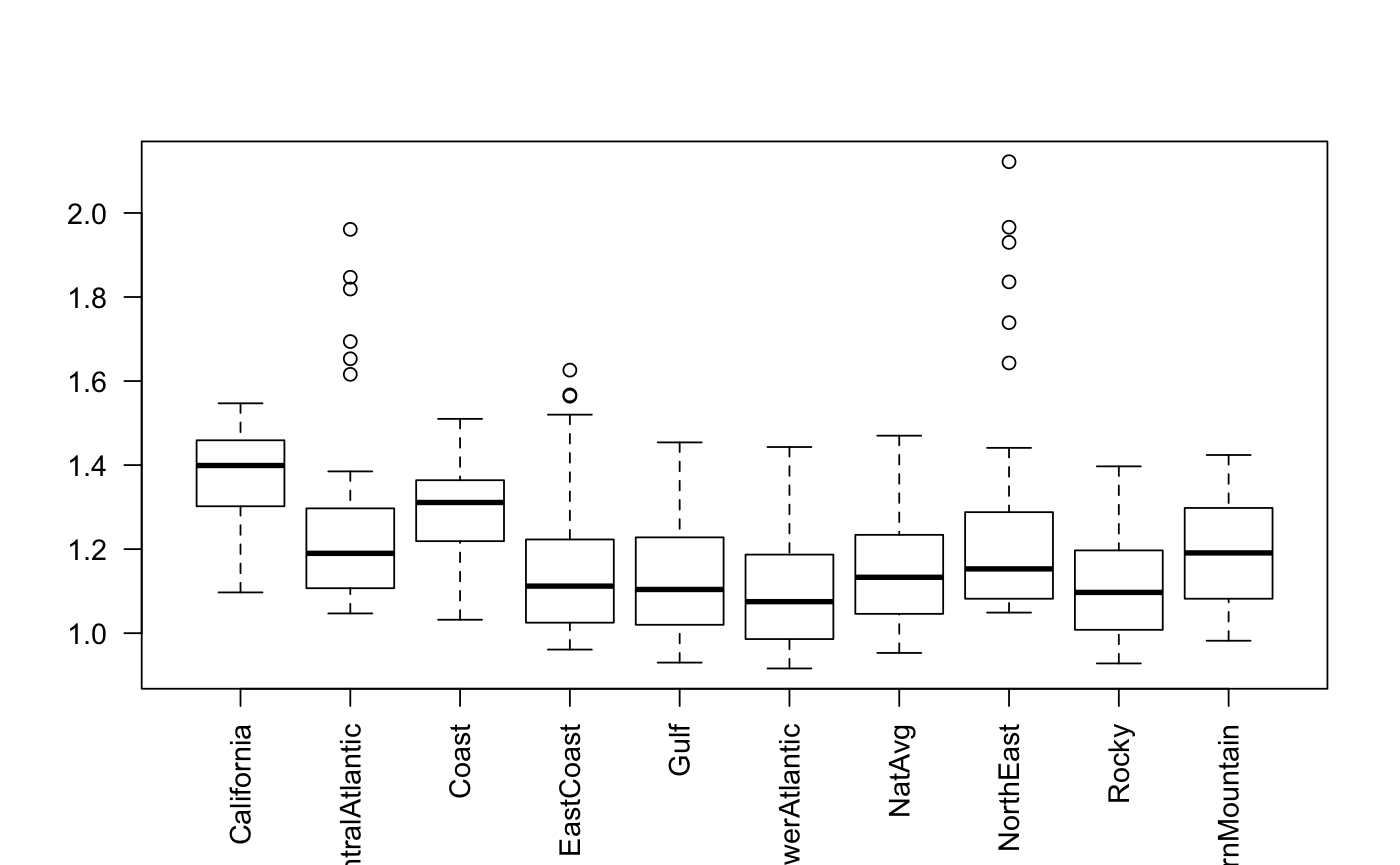 2.0
1.8
1.6
1.4
1.2
1.0
California
ntralAtlantic
Coast
EastCoast
Gulf
werAtlantic
NatAvg
NorthEast
Rocky
rnMountain